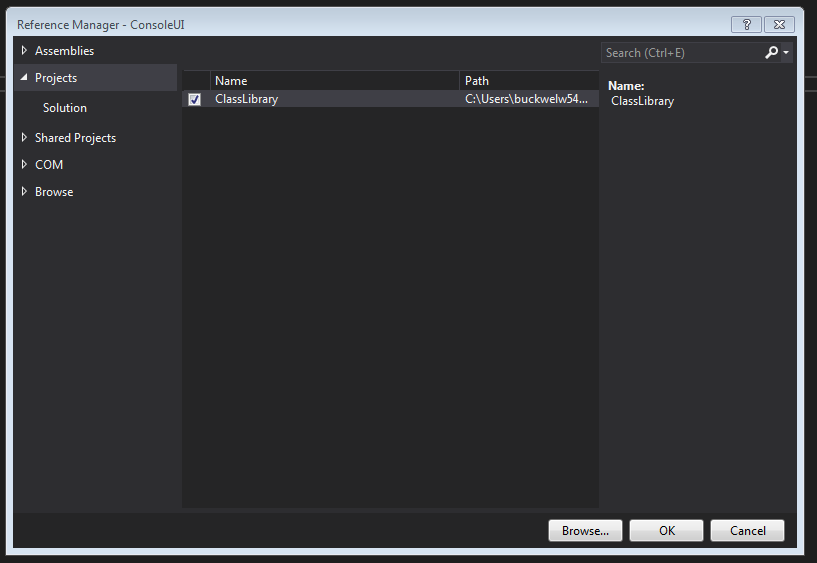 Reference Manager - ConsoleUI
Assemblies
Projects
Solution
Shared Projects
COM
Browse
Name Path
ClassLibrary C:\Users\buckwelw54...
Search (Ctrl+E)
Name:
ClassLibrary
Browse... OK Cancel